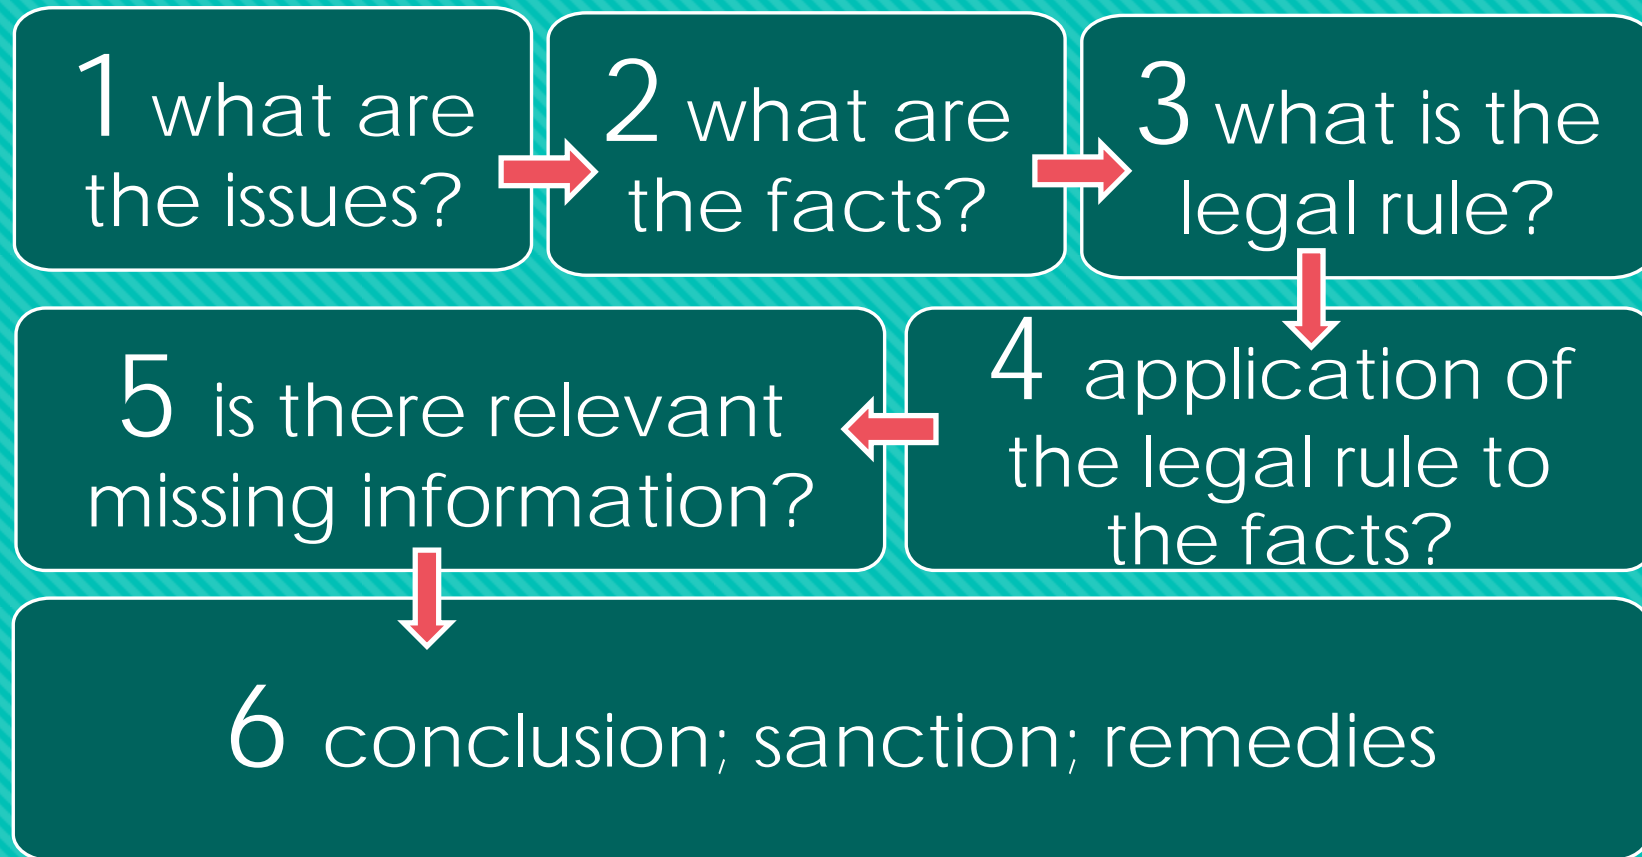 1 what are
the issues?
2 what are
the facts?
3 what is the
legal rule?
4 application of
the legal rule to
the facts?
5 is there relevant
missing information?
6 conclusion; sanction; remedies